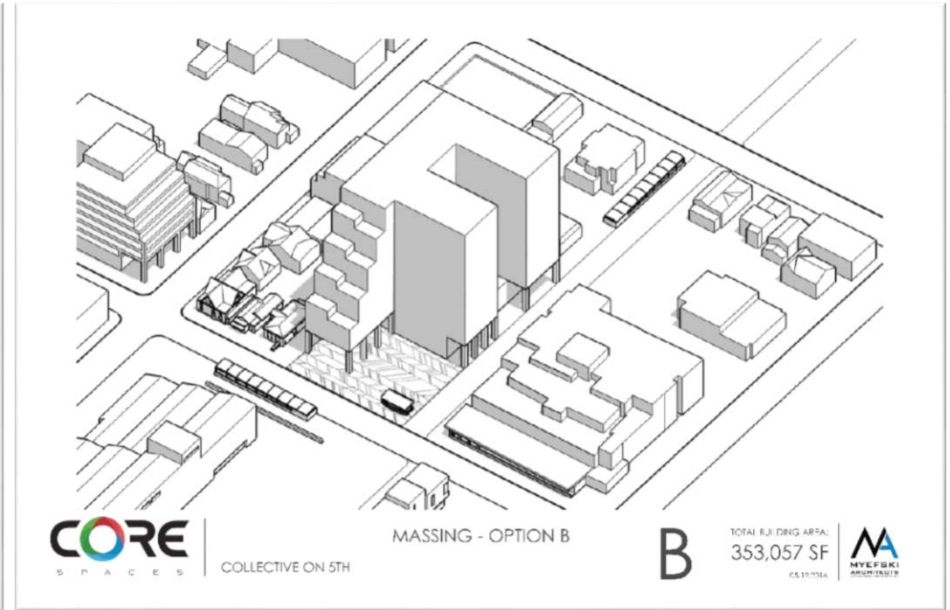 CORE
SPACES
COLLECTIVE ON 5TH
MASSING - OPTION B
B
TOTAL BUILDING AREA:
353,057 SF
MA
MYEFSKI
ARCHITECTS